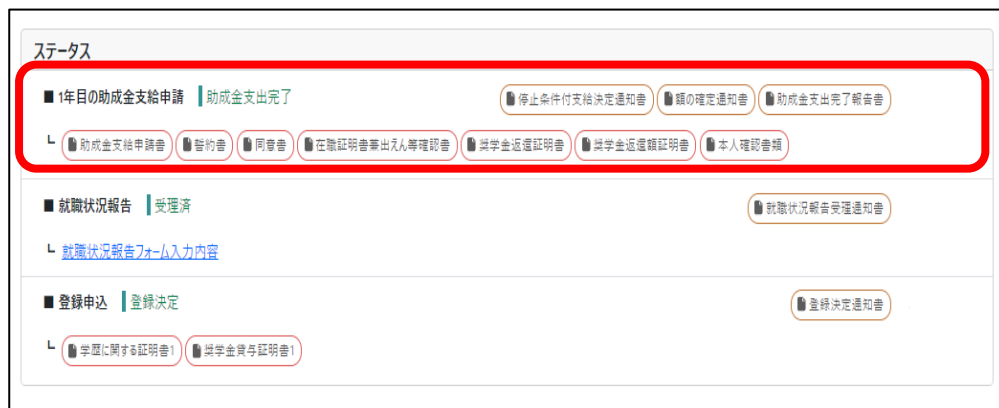 ステータス
■ 1年目の助成金支給申請 助成金支出完了 停止条件付支給決定通知書 額の確定通知書 助成金支出完了報告書
┗ 助成金支給申請書 誓約書 同意書 在職証明書兼出えん等確認書 奨学金返還証明書 奨学金返還額証明書 本人確認書類
■ 就職状況報告 受理済 就職状況報告受理通知書
┗ 就職状況報告フォーム入力内容
■ 登録申込 登録決定 登録決定通知書
┗ 学歴に関する証明書1 奨学金貸与証明書1